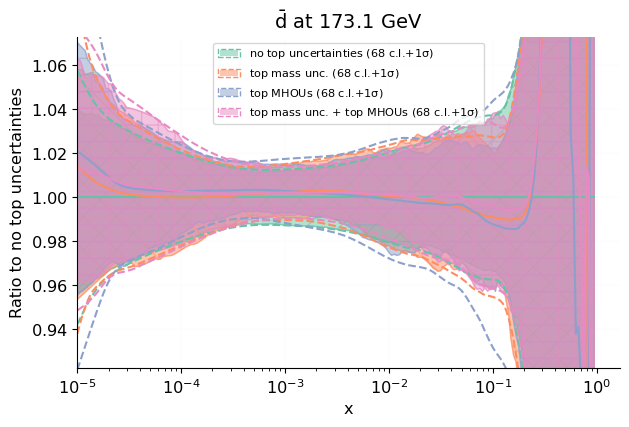 d̄ at 173.1 GeV
no top uncertainties (68 c.l.+1σ)
top mass unc. (68 c.l.+1σ)
top MHOUs (68 c.l.+1σ)
top mass unc. + top MHOUs (68 c.l.+1σ)
Ratio to no top uncertainties
1.06
1.04
1.02
1.00
0.98
0.96
0.94
10⁻⁵ 10⁻⁴ 10⁻³ 10⁻² 10⁻¹ 10⁰
x